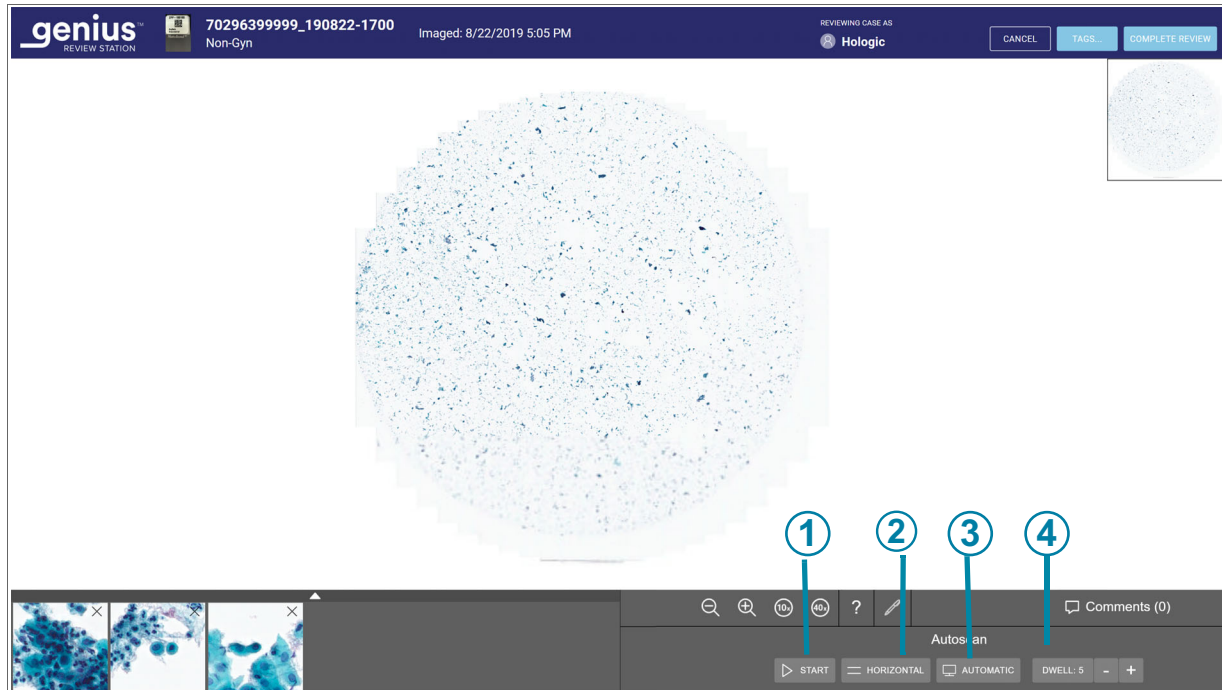 genius™
REVIEW STATION
70296399999_190822-1700
Non-Gyn
Imaged: 8/22/2019 5:05 PM
REVIEWING CASE AS
Hologic
CANCEL
TAGS...
COMPLETE REVIEW
1
2
3
4
10x
40x
?
Comments (0)
Autoscan
START
HORIZONTAL
AUTOMATIC
DWELL: 5
-
+